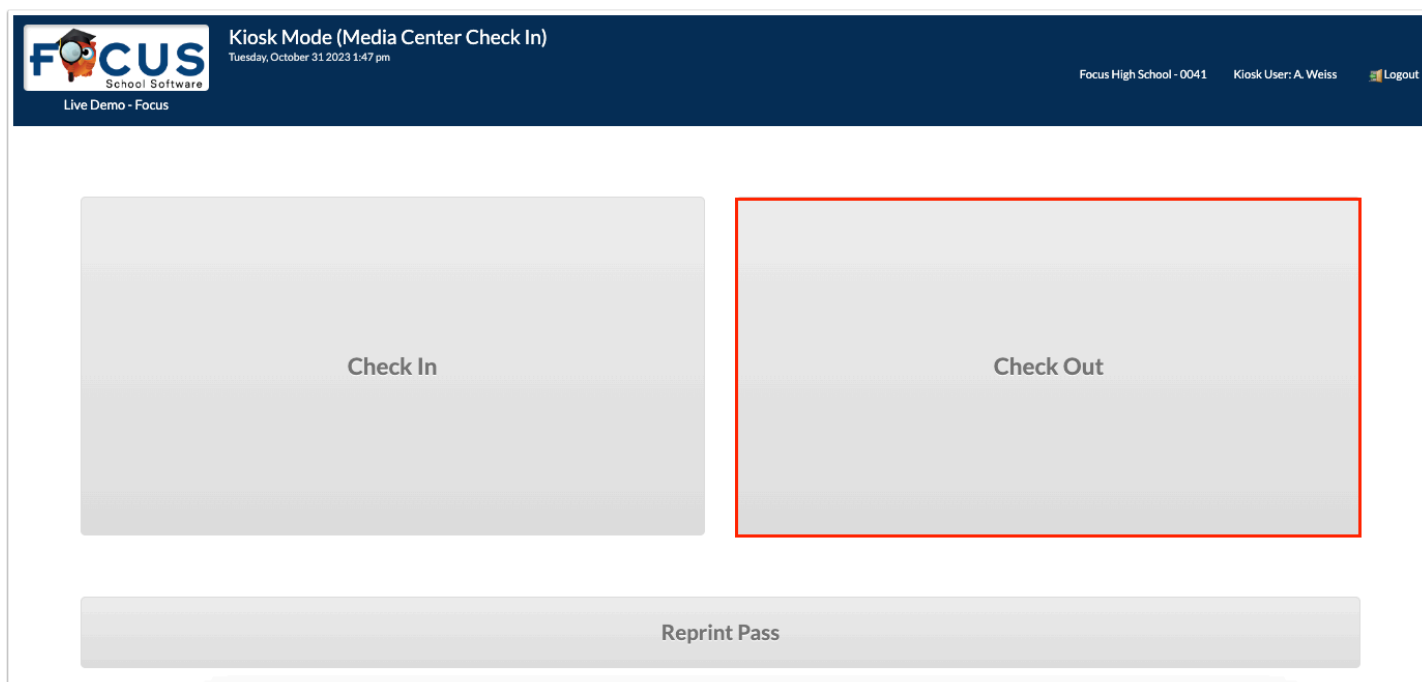 FOCUS
School Software
Live Demo - Focus
Kiosk Mode (Media Center Check In)
Tuesday, October 31 2023 1:47 pm
Focus High School - 0041 Kiosk User: A. Weiss Logout
Check In
Check Out
Reprint Pass